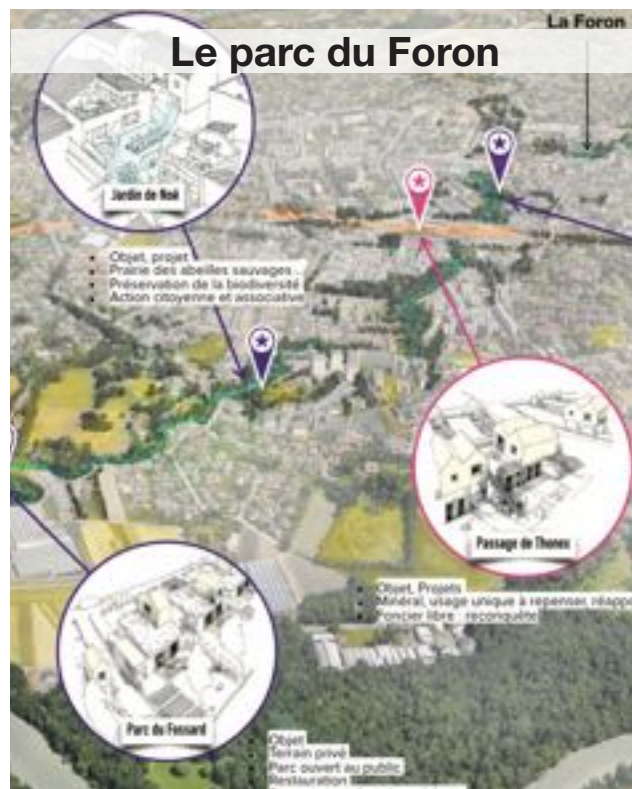 La Foron
Le parc du Foron
Jardin de Noé
Objet, projet
Prairie des abeilles sauvages
Préservation de la biodiversité
Action citoyenne et associative
Passage de Thonex
Objet, Projets
Minéral, usage unique à repenser, réappr
Foncier libre : reconquête
Parc du Fossard
Objet
Terrain privé
Parc ouvert au public
Restauration